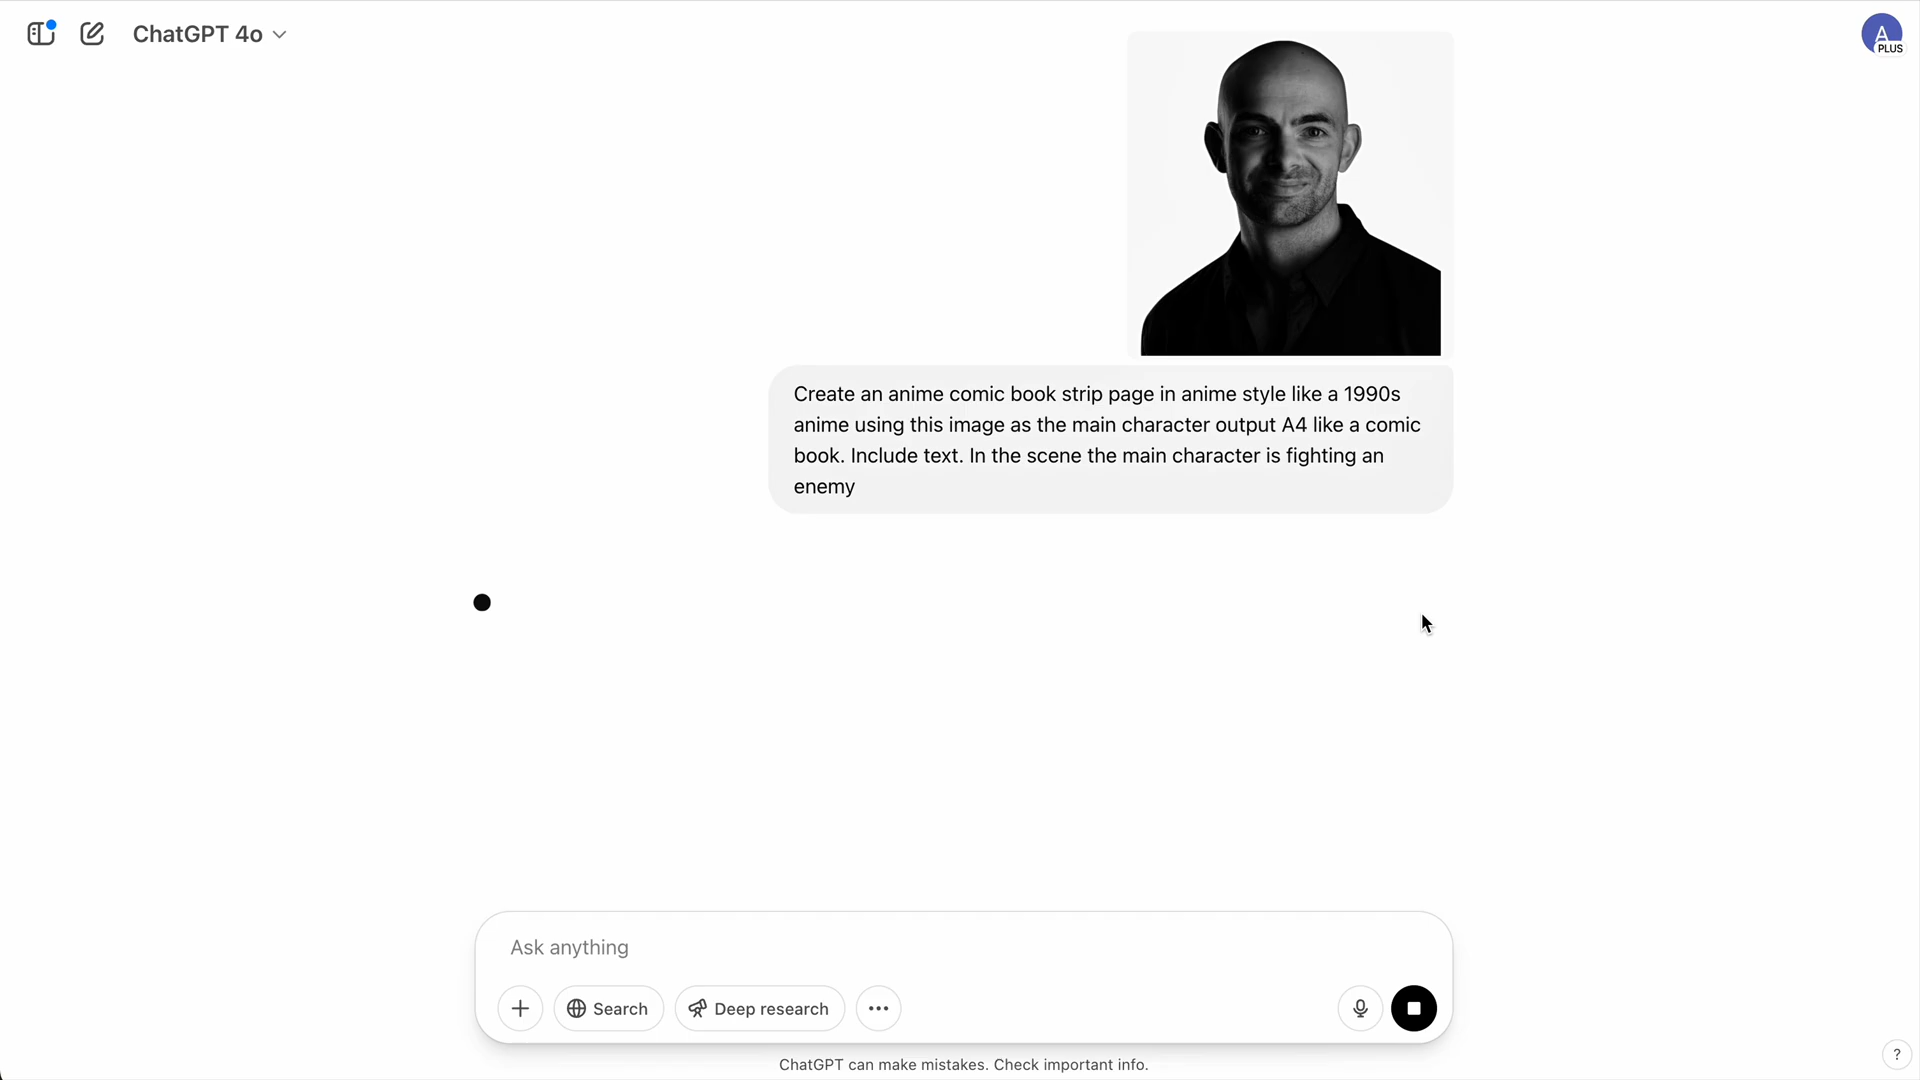 ChatGPT 4o
A
PLUS
Create an anime comic book strip page in anime style like a 1990s
anime using this image as the main character output A4 like a comic
book. Include text. In the scene the main character is fighting an
enemy
Ask anything
Search
Deep research
ChatGPT can make mistakes. Check important info.
?